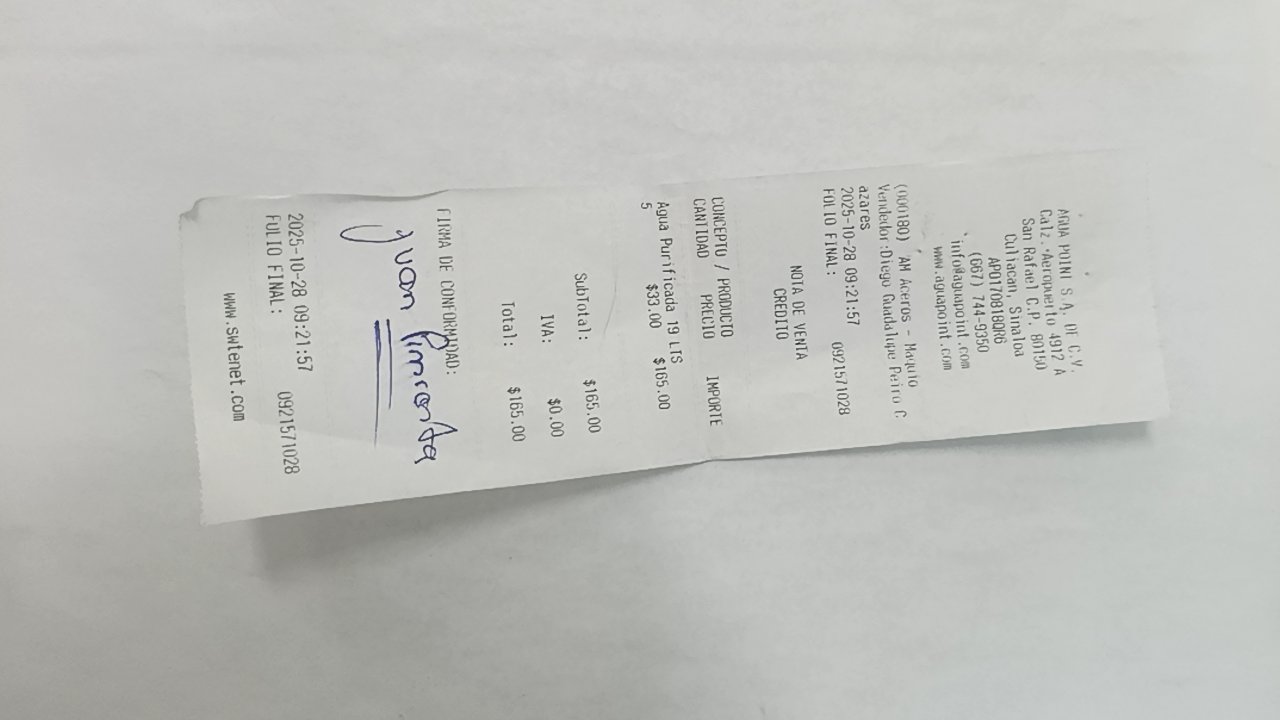 AGUA POINT S.A. DE C.V.
Calz. Aeropuerto 4912 A
San Rafael C.P. 80150
Culiacan, Sinaloa
APO170818QR6
(667) 744-9350
info@aguapoint.com
www.aguapoint.com
(000180) AM Aceros - Maquio
Vendedor:Diego Guadalupe Peiro C
azares
2025-10-28 09:21:57
FOLIO FINAL: 0921571028
NOTA DE VENTA
CREDITO
CONCEPTO / PRODUCTO
CANTIDAD PRECIO IMPORTE
Agua Purificada 19 LTS
5 $33.00 $165.00
SubTotal: $165.00
IVA: $0.00
Total: $165.00
FIRMA DE CONFORMIDAD:
Juan Pimienta
2025-10-28 09:21:57
FOLIO FINAL: 0921571028
www.swtenet.com